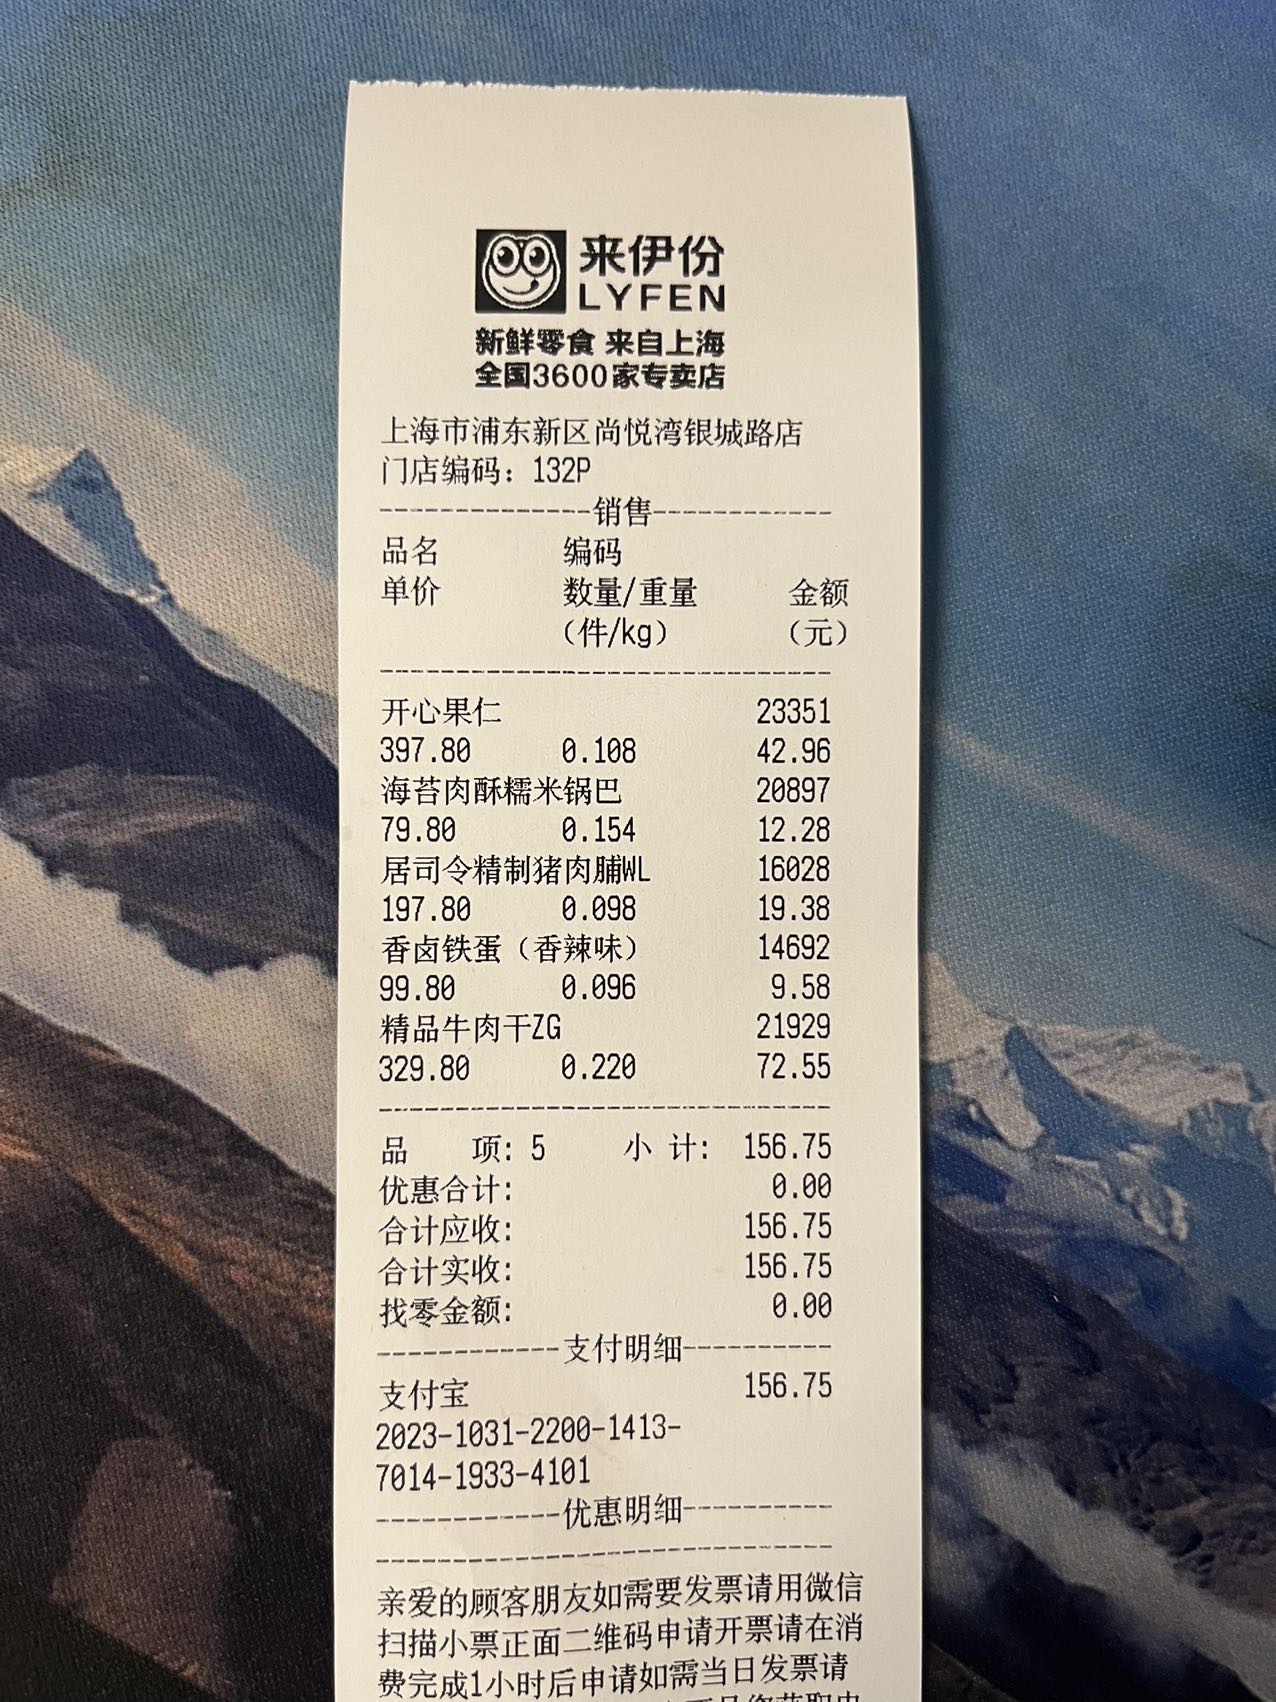 来伊份
LYFEN
新鲜零食 来自上海
全国3600家专卖店
上海市浦东新区尚悦湾银城路店
门店编码：132P
--------------销售------------
品名 编码
单价 数量/重量 金额
（件/kg） （元）
------------------------------
开心果仁 23351
397.80 0.108 42.96
海苔肉酥糯米锅巴 20897
79.80 0.154 12.28
居司令精制猪肉脯WL 16028
197.80 0.098 19.38
香卤铁蛋（香辣味） 14692
99.80 0.096 9.58
精品牛肉干ZG 21929
329.80 0.220 72.55
------------------------------
品 项: 5 小 计: 156.75
优惠合计: 0.00
合计应收: 156.75
合计实收: 156.75
找零金额: 0.00
------------支付明细----------
支付宝 156.75
2023-1031-2200-1413-
7014-1933-4101
------------优惠明细----------
------------------------------
亲爱的顾客朋友如需要发票请用微信
扫描小票正面二维码申请开票请在消
费完成1小时后申请如需当日发票请